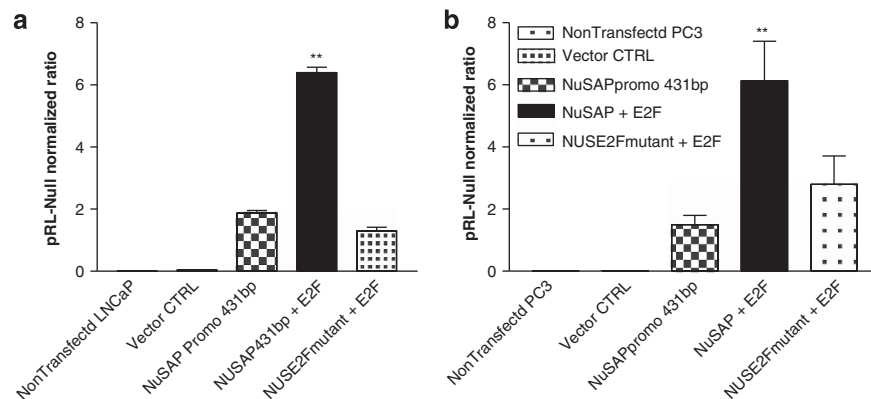 a
pRL-Null normalized ratio
8
6
4
2
0
**
NonTransfectd LNCaP
Vector CTRL
NuSAP Promo 431bp
NUSAP431bp + E2F
NUSE2Fmutant + E2F
b
pRL-Null normalized ratio
8
6
4
2
0
NonTransfectd PC3
Vector CTRL
NuSAPpromo 431bp
NuSAP + E2F
NUSE2Fmutant + E2F
**
NonTransfectd PC3
Vector CTRL
NuSAPpromo 431bp
NuSAP + E2F
NUSE2Fmutant + E2F